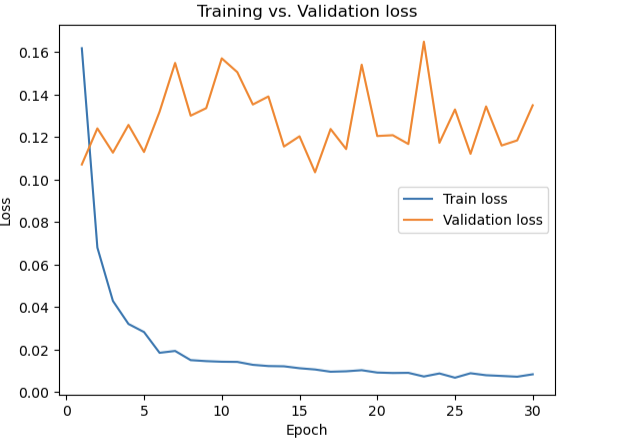 Training vs. Validation loss
0.16
0.14
0.12
0.10
0.08
0.06
0.04
0.02
0.00
Loss
Train loss
Validation loss
0 5 10 15 20 25 30
Epoch